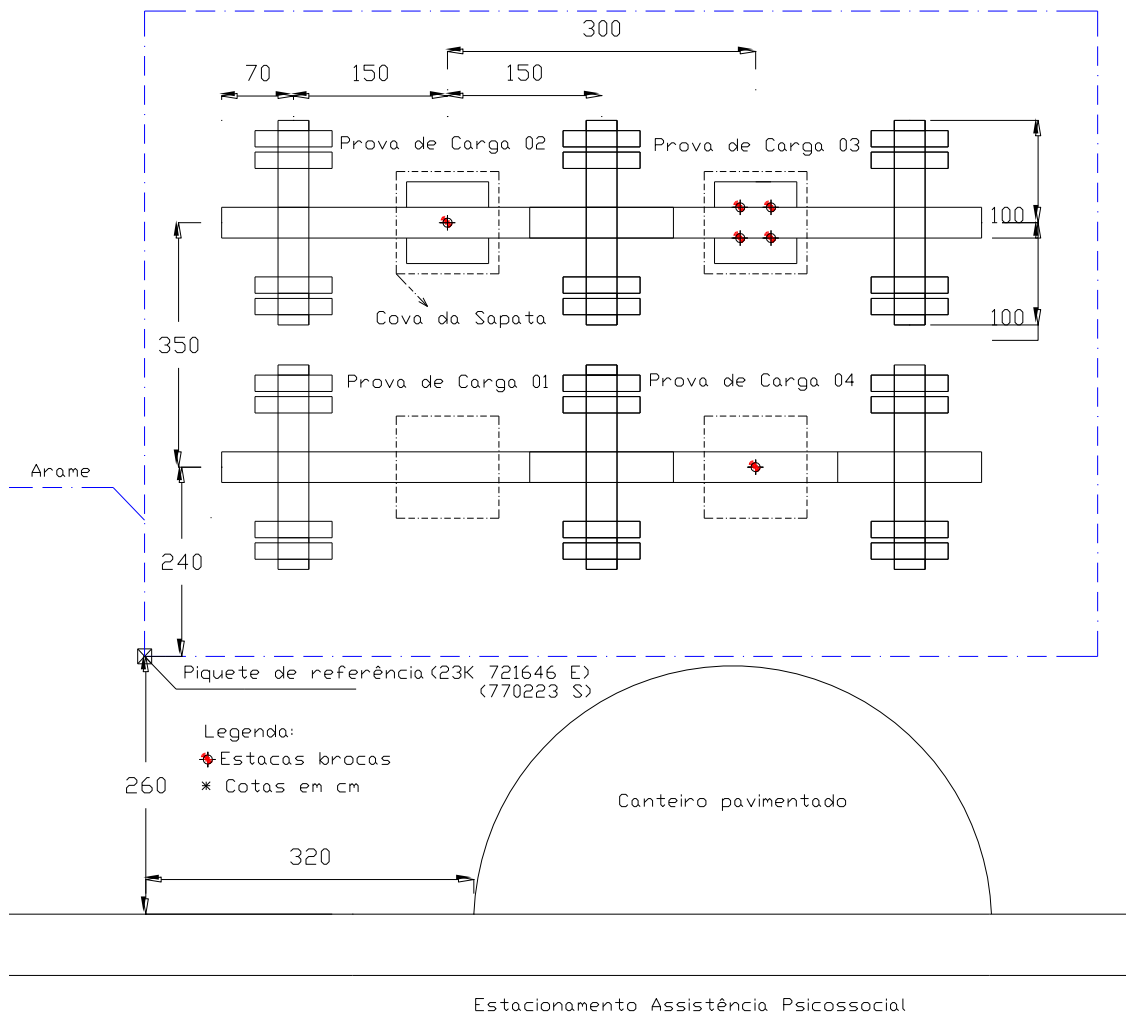 300
70
150
150
Prova de Carga 02
Prova de Carga 03
100
Cova da Sapata
100
350
Prova de Carga 01
Prova de Carga 04
Arame
240
Piquete de referência (23K 721646 E)
(770223 S)
Legenda:
Estacas brocas
260
* Cotas em cm
Canteiro pavimentado
320
Estacionamento Assistência Psicossocial